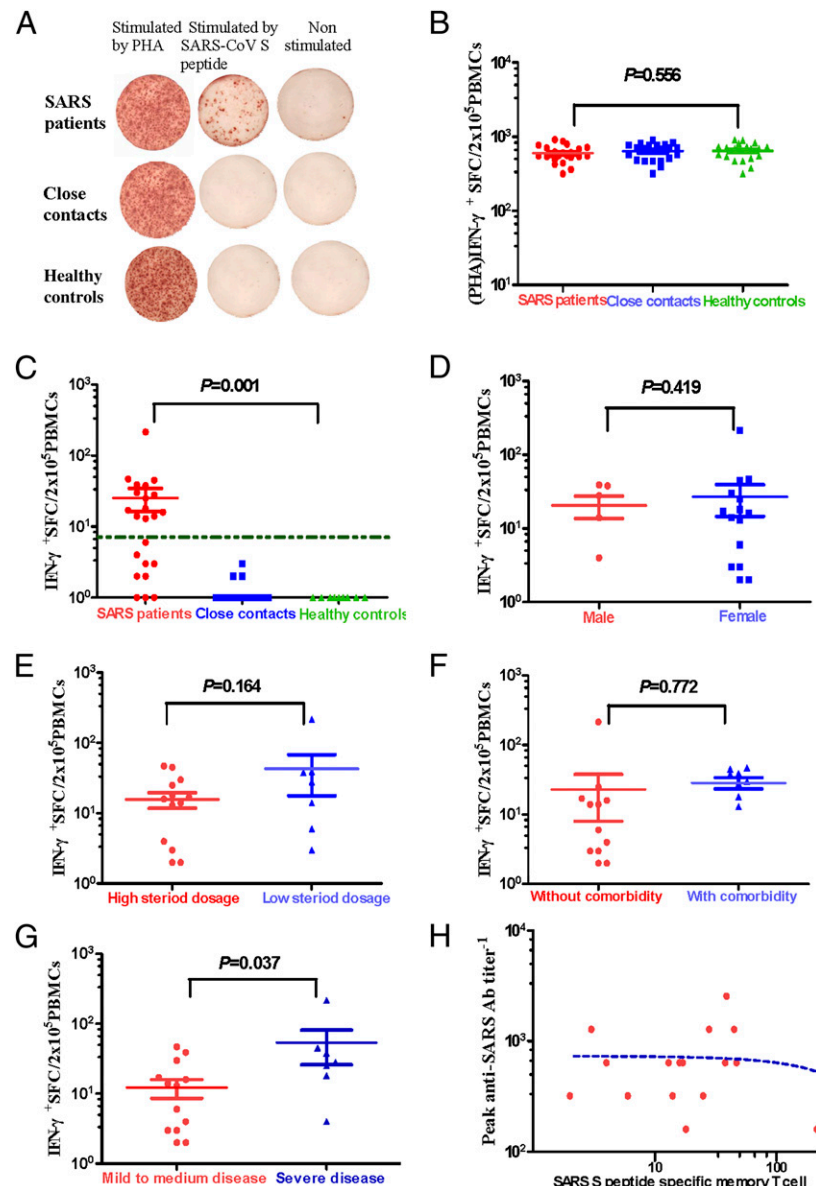 A
Stimulated by PHA
Stimulated by SARS-CoV S peptide
Non stimulated
SARS patients
Close contacts
Healthy controls
B
P=0.556
(PHA)IFN-γ⁺ SFC/2x10⁵PBMCs
10⁴
10³
10²
10¹
SARS patients Close contacts Healthy controls
C
P=0.001
IFN-γ ⁺SFC/2x10⁵PBMCs
10³
10²
10¹
10⁰
SARS patients Close contacts Healthy controls
D
P=0.419
IFN-γ ⁺SFC/2x10⁵PBMCs
10³
10²
10¹
10⁰
Male Female
E
P=0.164
IFN-γ ⁺SFC/2x10⁵PBMCs
10³
10²
10¹
10⁰
High steriod dosage Low steriod dosage
F
P=0.772
IFN-γ ⁺SFC/2x10⁵PBMCs
10³
10²
10¹
10⁰
Without comorbidity With comorbidity
G
P=0.037
IFN-γ ⁺SFC/2x10⁵PBMCs
10³
10²
10¹
10⁰
Mild to medium disease Severe disease
H
Peak anti-SARS Ab titer⁻¹
10⁴
10³
10²
10 100
SARS S peptide specific memory T cell